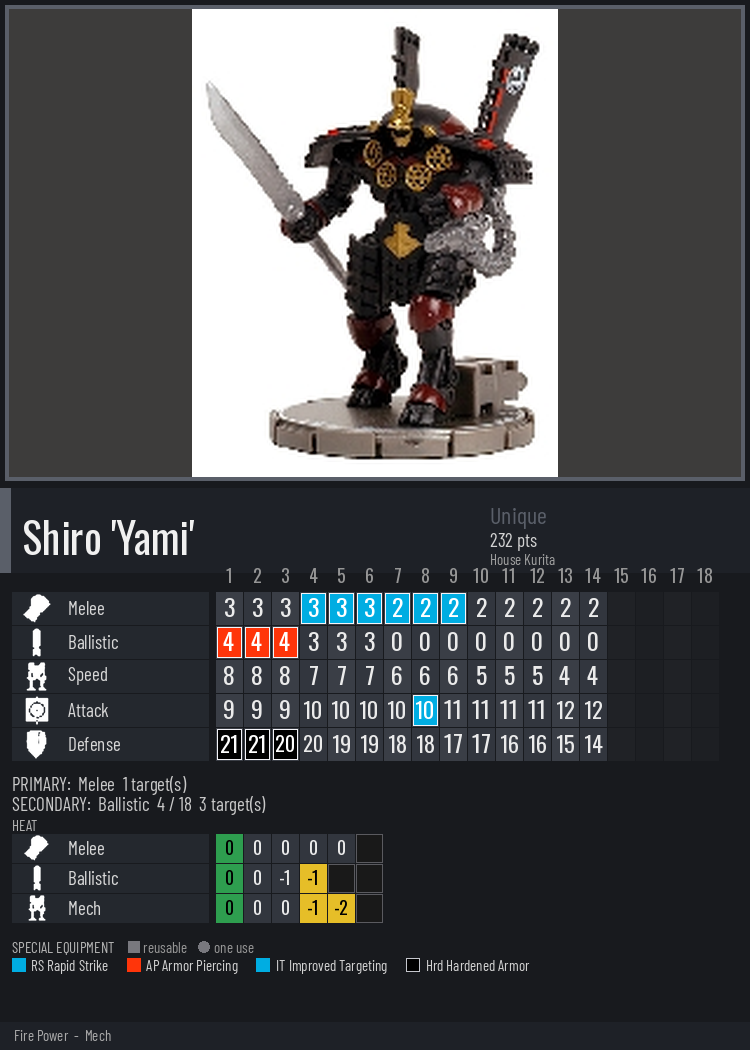 Shiro 'Yami'
Unique
232 pts
House Kurita
1 2 3 4 5 6 7 8 9 10 11 12 13 14 15 16 17 18
Melee 3 3 3 3 3 3 2 2 2 2 2 2 2 2
Ballistic 4 4 4 3 3 3 0 0 0 0 0 0 0 0
Speed 8 8 8 7 7 7 6 6 6 5 5 5 4 4
Attack 9 9 9 10 10 10 10 10 11 11 11 11 12 12
Defense 21 21 20 20 19 19 18 18 17 17 16 16 15 14
PRIMARY: Melee 1 target(s)
SECONDARY: Ballistic 4 / 18 3 target(s)
HEAT
Melee 0 0 0 0 0
Ballistic 0 0 -1 -1
Mech 0 0 0 -1 -2
SPECIAL EQUIPMENT reusable one use
RS Rapid Strike AP Armor Piercing IT Improved Targeting Hrd Hardened Armor
Fire Power - Mech